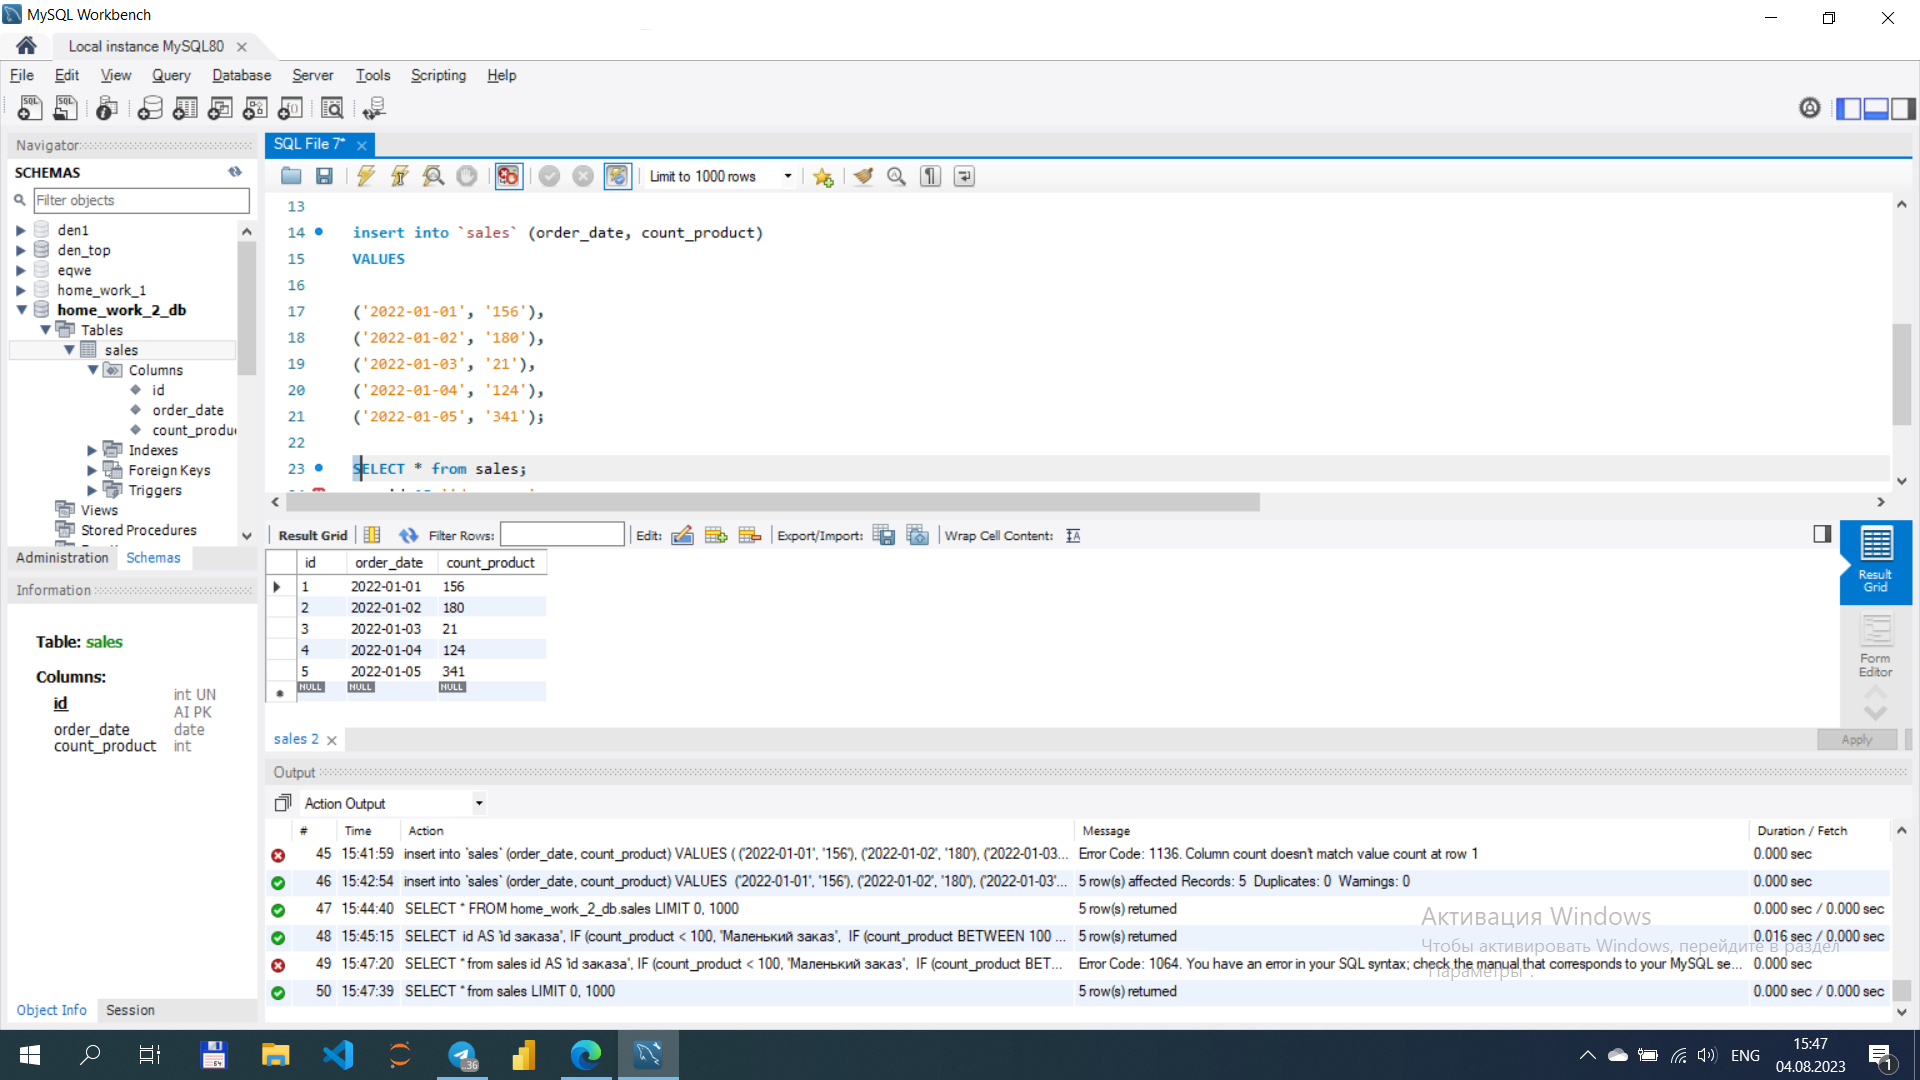 MySQL Workbench
Local instance MySQL80
File Edit View Query Database Server Tools Scripting Help
Navigator
SCHEMAS
Filter objects
den1
den_top
eqwe
home_work_1
home_work_2_db
Tables
sales
Columns
id
order_date
count_produ
Indexes
Foreign Keys
Triggers
Views
Stored Procedures
Administration Schemas
Information
Table: sales
Columns:
id int UN AI PK
order_date date
count_product int
Object Info Session
SQL File 7*
Limit to 1000 rows
13
14 insert into `sales` (order_date, count_product)
15 VALUES
16
17 ('2022-01-01', '156'),
18 ('2022-01-02', '180'),
19 ('2022-01-03', '21'),
20 ('2022-01-04', '124'),
21 ('2022-01-05', '341');
22
23 SELECT * from sales;
Result Grid Filter Rows: Edit: Export/Import: Wrap Cell Content:
id order_date count_product
1 2022-01-01 156
2 2022-01-02 180
3 2022-01-03 21
4 2022-01-04 124
5 2022-01-05 341
NULL NULL NULL
Result Grid
Form Editor
sales 2
Apply
Output
Action Output
# Time Action Message Duration / Fetch
45 15:41:59 insert into `sales` (order_date, count_product) VALUES ( ('2022-01-01', '156'), ('2022-01-02', '180'), ('2022-01-03... Error Code: 1136. Column count doesn't match value count at row 1 0.000 sec
46 15:42:54 insert into `sales` (order_date, count_product) VALUES ('2022-01-01', '156'), ('2022-01-02', '180'), ('2022-01-03'... 5 row(s) affected Records: 5 Duplicates: 0 Warnings: 0 0.000 sec
47 15:44:40 SELECT * FROM home_work_2_db.sales LIMIT 0, 1000 5 row(s) returned 0.000 sec / 0.000 sec
48 15:45:15 SELECT id AS 'id заказа', IF (count_product < 100, 'Маленький заказ', IF (count_product BETWEEN 100 ... 5 row(s) returned 0.016 sec / 0.000 sec
49 15:47:20 SELECT * from sales id AS 'id заказа', IF (count_product < 100, 'Маленький заказ', IF (count_product BET... Error Code: 1064. You have an error in your SQL syntax; check the manual that corresponds to your MySQL se... 0.000 sec
50 15:47:39 SELECT * from sales LIMIT 0, 1000 5 row(s) returned 0.000 sec / 0.000 sec
Активация Windows
Чтобы активировать Windows, перейдите в раздел
"Параметры".
64
36
ENG
15:47
04.08.2023
1